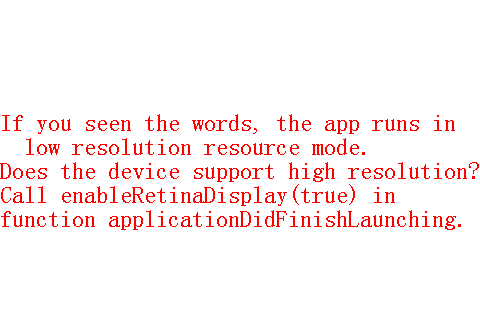 If you seen the words, the app runs in
low resolution resource mode.
Does the device support high resolution?
Call enableRetinaDisplay(true) in
function applicationDidFinishLaunching.